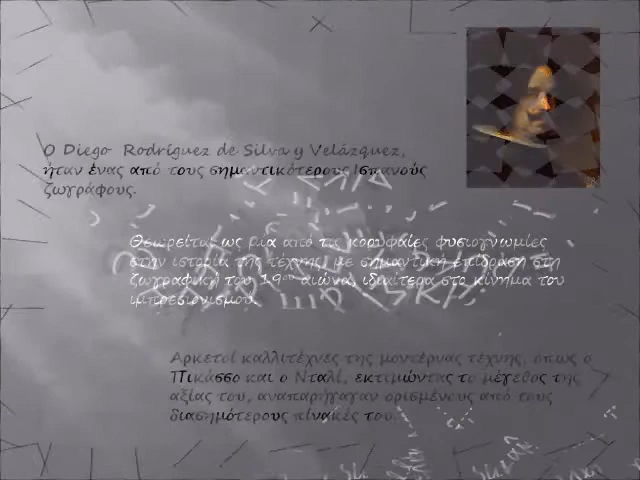 Ο Diego Rodríguez de Silva y Velázquez,
ήταν ένας από τους σημαντικότερους Ισπανούς
ζωγράφους.
Θεωρείται ως μία από τις κορυφαίες φυσιογνωμίες
στην ιστορία της τέχνης, με σημαντική επίδραση στη
ζωγραφική του 19ου αιώνα, ιδιαίτερα στο κίνημα του
ιμπρεσιονισμού.
Αρκετοί καλλιτέχνες της μοντέρνας τέχνης, όπως ο
Πικάσσο και ο Νταλί, εκτιμώντας το μέγεθος της
αξίας του, αναπαρήγαγαν ορισμένους από τους
διασημότερους πίνακές του.